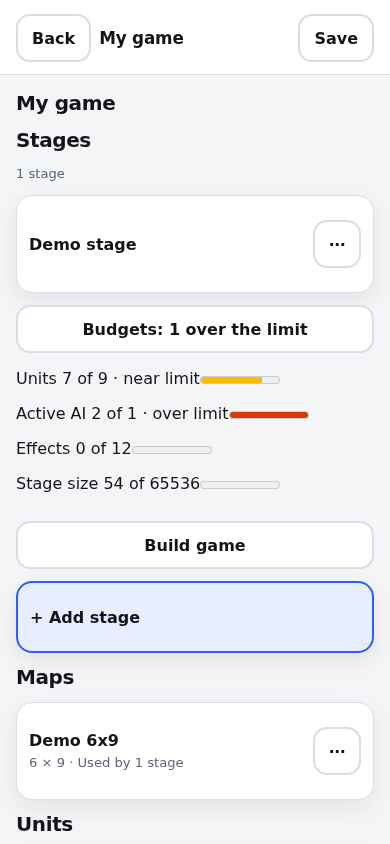 Back My game Save
My game
Stages
1 stage
Demo stage ...
Budgets: 1 over the limit
Units 7 of 9 · near limit
Active AI 2 of 1 · over limit
Effects 0 of 12
Stage size 54 of 65536
Build game
+ Add stage
Maps
Demo 6x9 ...
6 × 9 · Used by 1 stage
Units